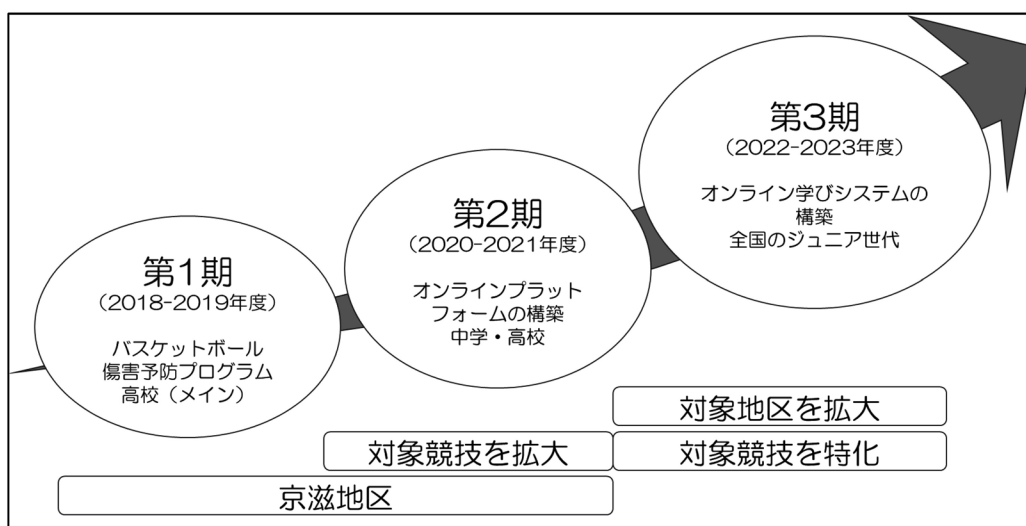 第1期
（2018-2019年度）
バスケットボール
傷害予防プログラム
高校（メイン）
第2期
（2020-2021年度）
オンラインプラット
フォームの構築
中学・高校
第3期
（2022-2023年度）
オンライン学びシステムの
構築
全国のジュニア世代
対象地区を拡大
対象競技を拡大
対象競技を特化
京滋地区